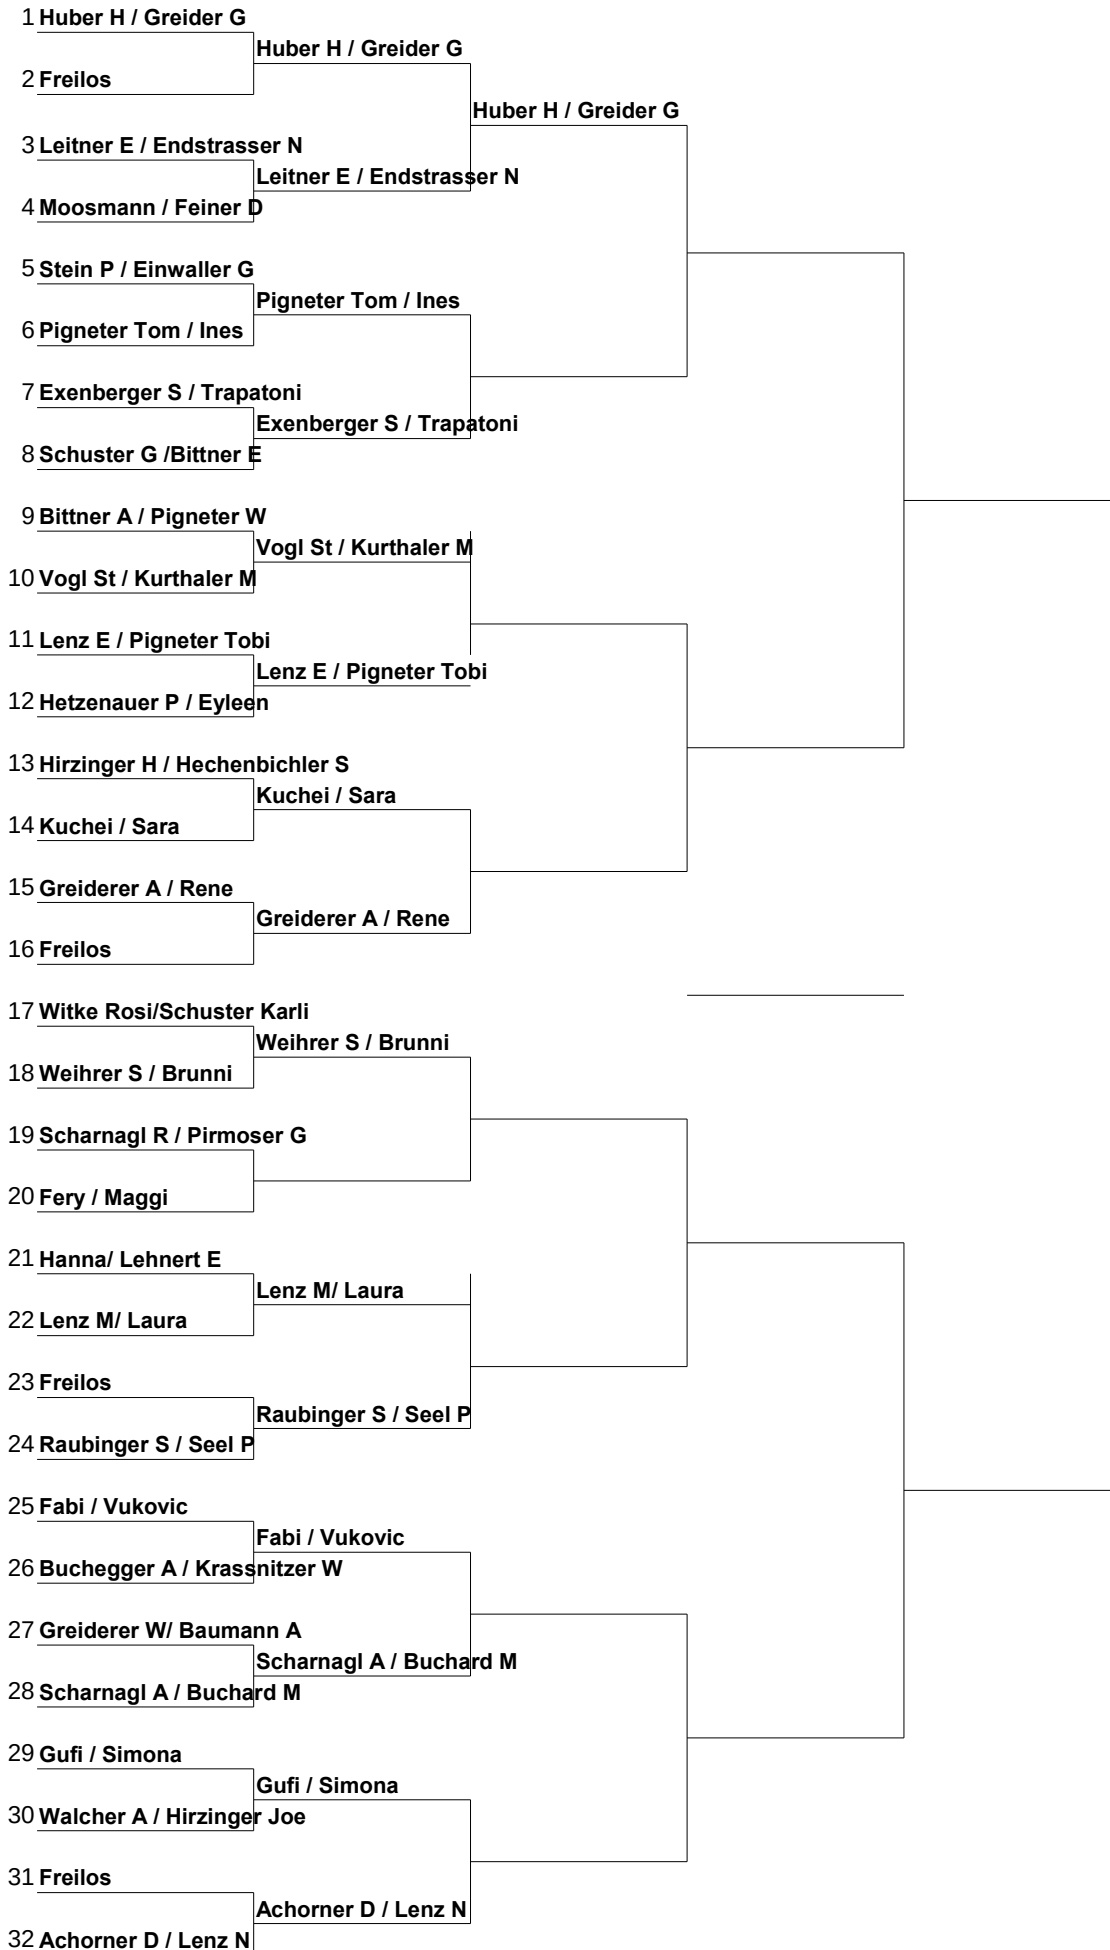 1 Huber H / Greider G
Huber H / Greider G
2 Freilos
Huber H / Greider G
3 Leitner E / Endstrasser N
Leitner E / Endstrasser N
4 Moosmann / Feiner D
5 Stein P / Einwaller G
Pigneter Tom / Ines
6 Pigneter Tom / Ines
7 Exenberger S / Trapatoni
Exenberger S / Trapatoni
8 Schuster G /Bittner E
9 Bittner A / Pigneter W
Vogl St / Kurthaler M
10 Vogl St / Kurthaler M
11 Lenz E / Pigneter Tobi
Lenz E / Pigneter Tobi
12 Hetzenauer P / Eyleen
13 Hirzinger H / Hechenbichler S
Kuchei / Sara
14 Kuchei / Sara
15 Greiderer A / Rene
Greiderer A / Rene
16 Freilos
17 Witke Rosi/Schuster Karli
Weihrer S / Brunni
18 Weihrer S / Brunni
19 Scharnagl R / Pirmoser G
20 Fery / Maggi
21 Hanna/ Lehnert E
Lenz M/ Laura
22 Lenz M/ Laura
23 Freilos
Raubinger S / Seel P
24 Raubinger S / Seel P
25 Fabi / Vukovic
Fabi / Vukovic
26 Buchegger A / Krassnitzer W
27 Greiderer W/ Baumann A
Scharnagl A / Buchard M
28 Scharnagl A / Buchard M
29 Gufi / Simona
Gufi / Simona
30 Walcher A / Hirzinger Joe
31 Freilos
Achorner D / Lenz N
32 Achorner D / Lenz N